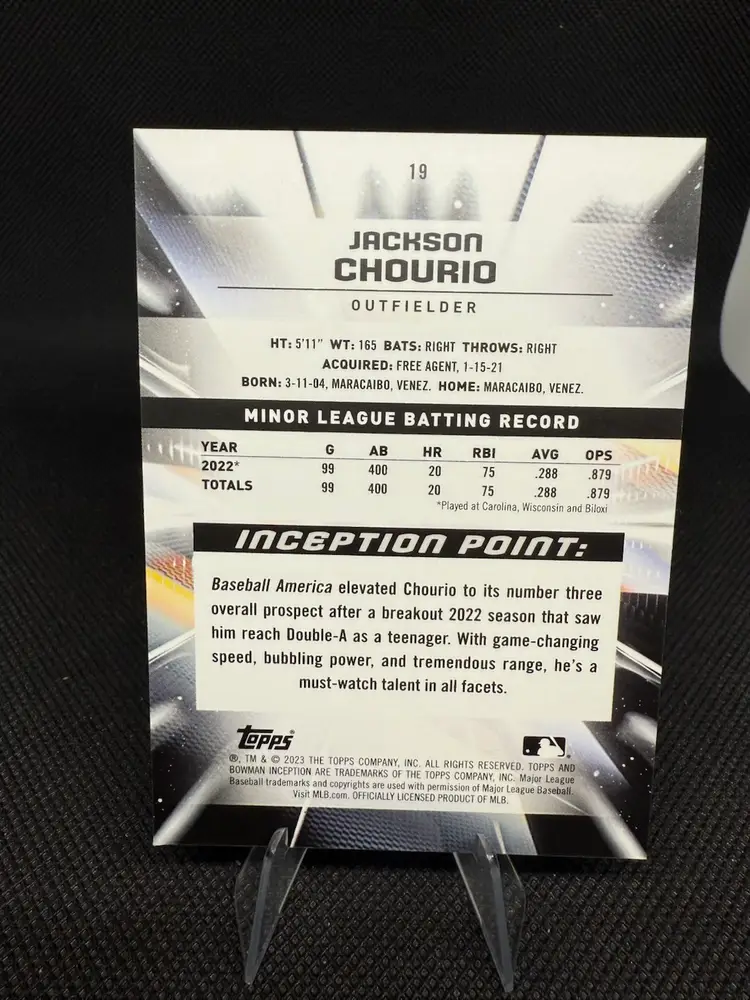 19
JACKSON
CHOURIO
OUTFIELDER
HT: 5'11" WT: 165 BATS: RIGHT THROWS: RIGHT
ACQUIRED: FREE AGENT, 1-15-21
BORN: 3-11-04, MARACAIBO, VENEZ. HOME: MARACAIBO, VENEZ.
MINOR LEAGUE BATTING RECORD
YEAR G AB HR RBI AVG OPS
2022* 99 400 20 75 .288 .879
TOTALS 99 400 20 75 .288 .879
*Played at Carolina, Wisconsin and Biloxi
INCEPTION POINT:
Baseball America elevated Chourio to its number three
overall prospect after a breakout 2022 season that saw
him reach Double-A as a teenager. With game-changing
speed, bubbling power, and tremendous range, he's a
must-watch talent in all facets.
topps®
®, TM & © 2023 THE TOPPS COMPANY, INC. ALL RIGHTS RESERVED. TOPPS AND
BOWMAN INCEPTION ARE TRADEMARKS OF THE TOPPS COMPANY, INC. Major League
Baseball trademarks and copyrights are used with permission of Major League Baseball.
Visit MLB.com. OFFICIALLY LICENSED PRODUCT OF MLB.